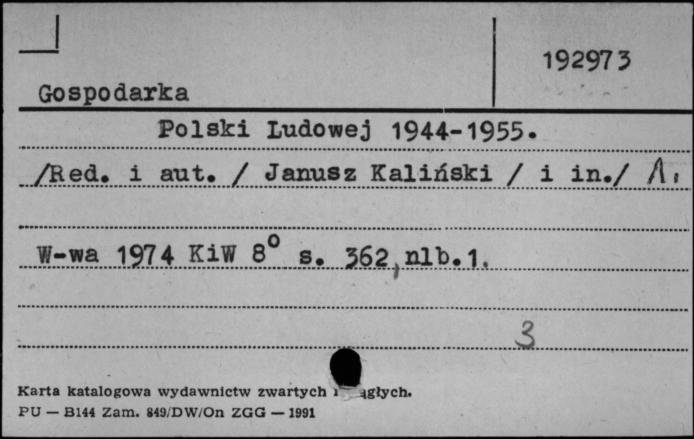 192973
Gospodarka
Polski Ludowej 1944-1955.
/Red. i aut. / Janusz Kaliński / i in./
W-wa 1974 KiW 8° s. 362, nlb.1.
3
Karta katalogowa wydawnictw zwartych
PU — B144 Zam. 849/DW/On ZGG — 1991